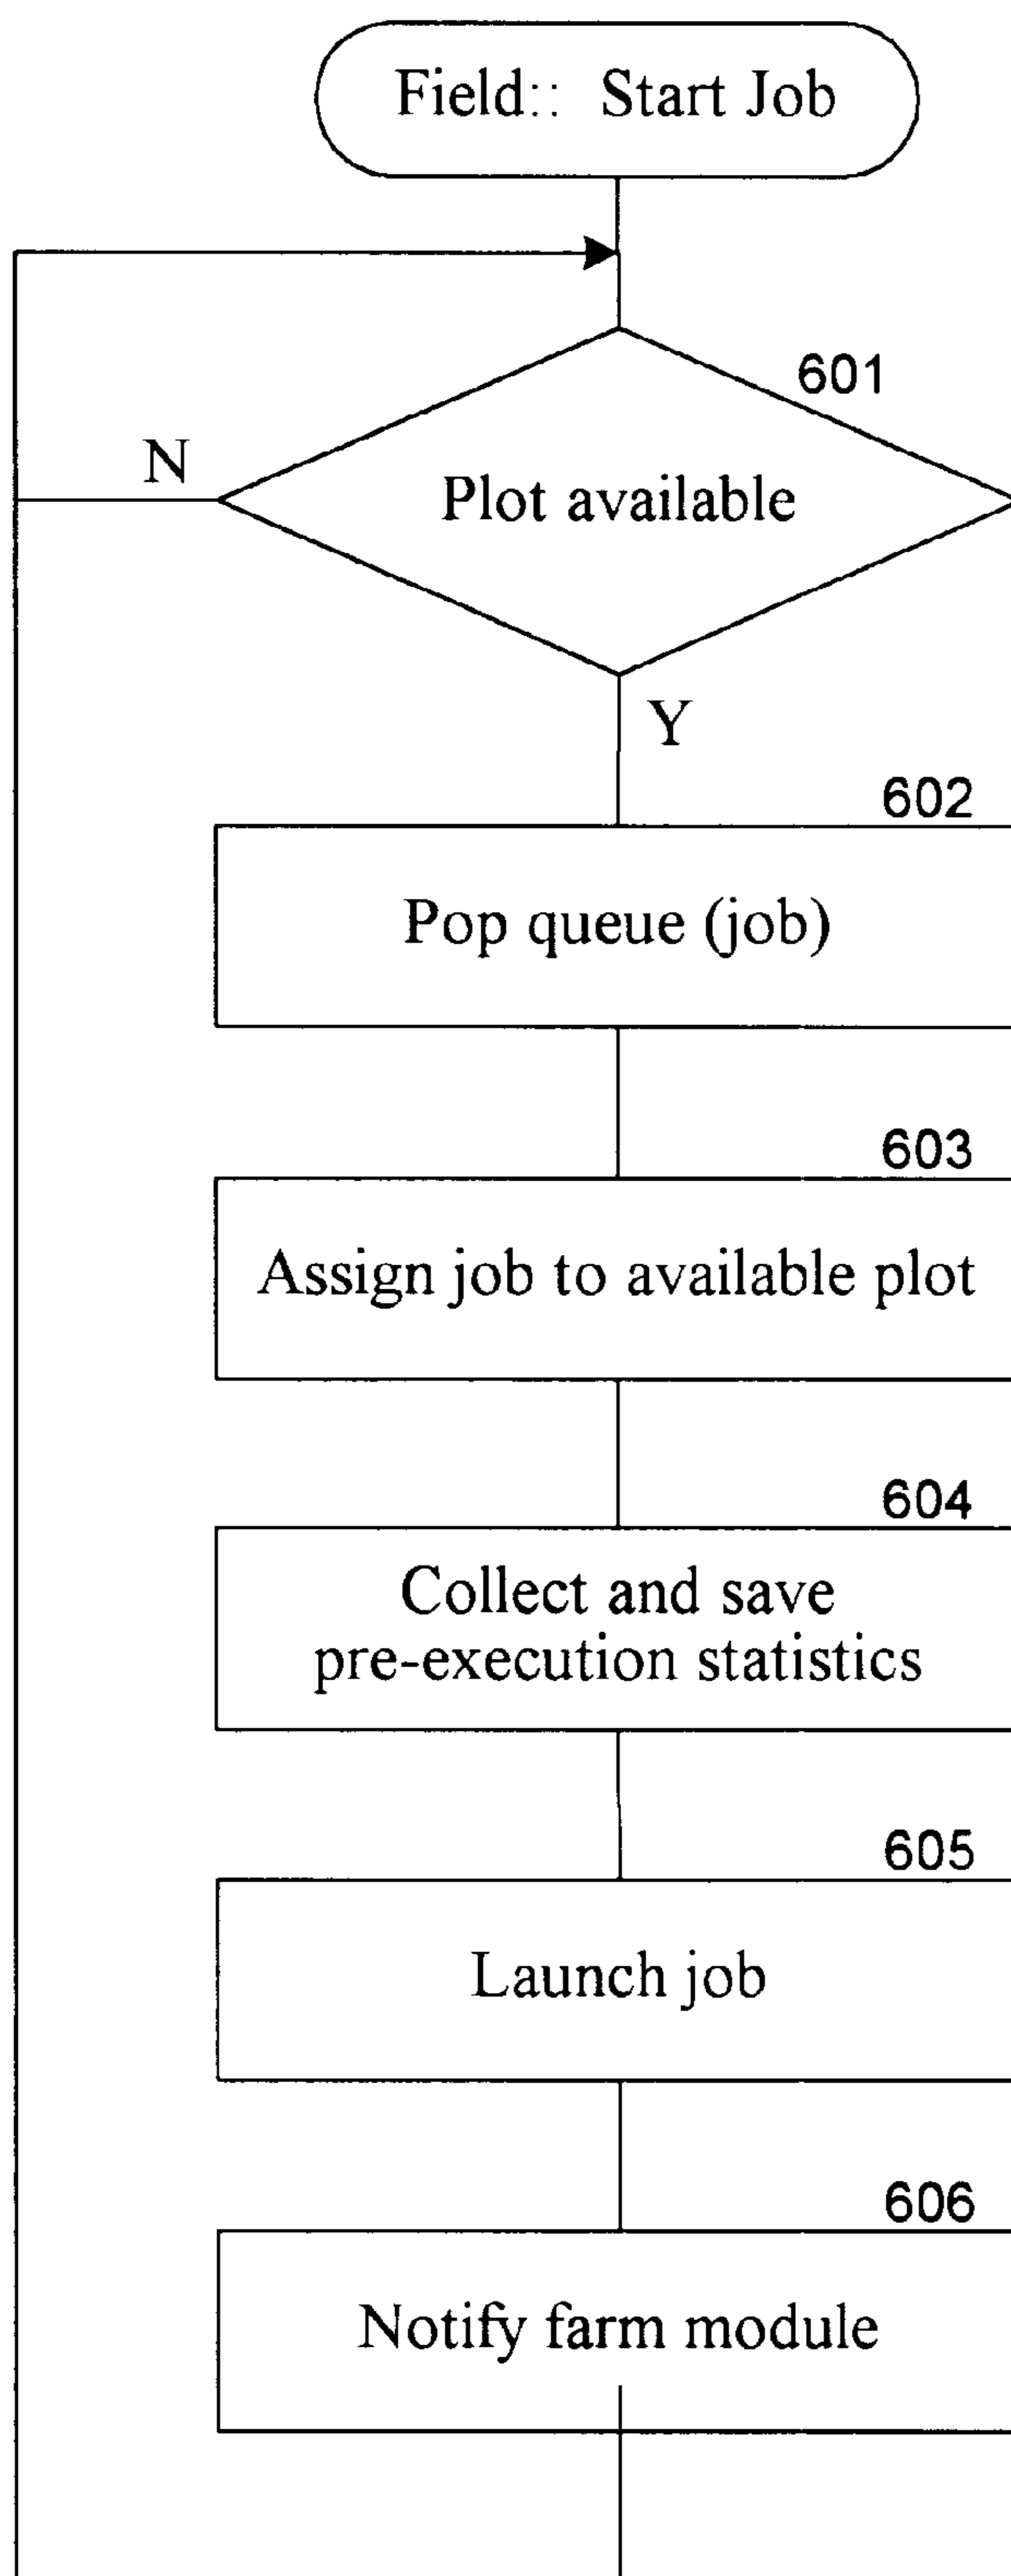 Field:: Start Job
601
N
Plot available
Y
602
Pop queue (job)
603
Assign job to available plot
604
Collect and save
pre-execution statistics
605
Launch job
606
Notify farm module